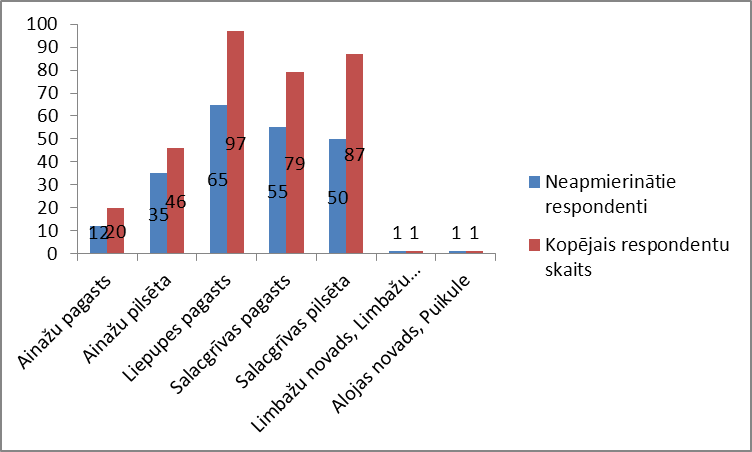 100
90
80
70
60
50
40
30
20
10
0
12 20
35 46
65 97
55 79
50 87
1 1
1 1
Ainažu pagasts
Ainažu pilsēta
Liepupes pagasts
Salacgrīvas pagasts
Salacgrīvas pilsēta
Limbažu novads, Limbažu...
Alojas novads, Puikule
Neapmierinātie
respondenti
Kopējais respondentu
skaits